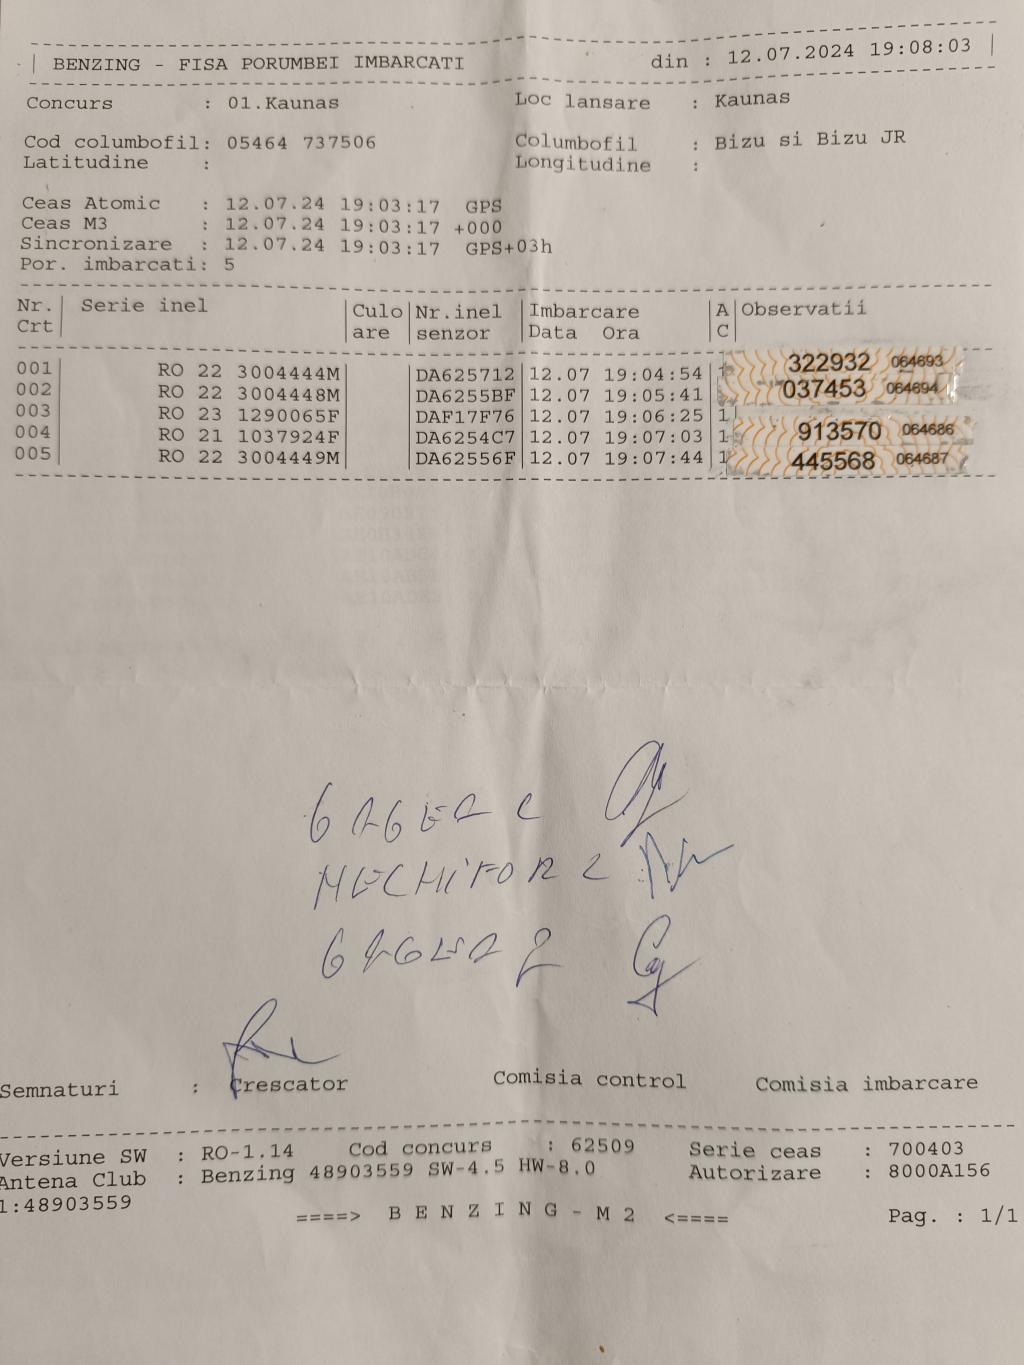 BENZING - FISA PORUMBEI IMBARCATI din : 12.07.2024 19:08:03
Concurs : 01.Kaunas Loc lansare : Kaunas
Cod columbofil: 05464 737506 Columbofil : Bizu si Bizu JR
Latitudine : Longitudine :
Ceas Atomic : 12.07.24 19:03:17 GPS
Ceas M3 : 12.07.24 19:03:17 +000
Sincronizare : 12.07.24 19:03:17 GPS+03h
Por. imbarcati: 5
Nr. Serie inel Culo Nr.inel Imbarcare A Observatii
Crt are senzor Data Ora C
001 RO 22 3004444M DA625712 12.07 19:04:54 1 322932 064693
002 RO 22 3004448M DA6255BF 12.07 19:05:41 037453 064694
003 RO 23 1290065F DAF17F76 12.07 19:06:25 1
004 RO 21 1037924F DA6254C7 12.07 19:07:03 1 913570 064686
005 RO 22 3004449M DA62556F 12.07 19:07:44 1 445568 064687
Semnaturi : Crescator Comisia control Comisia imbarcare
Versiune SW : RO-1.14 Cod concurs : 62509 Serie ceas : 700403
Antena Club : Benzing 48903559 SW-4.5 HW-8.0 Autorizare : 8000A156
1:48903559
====> B E N Z I N G - M 2 <==== Pag. : 1/1